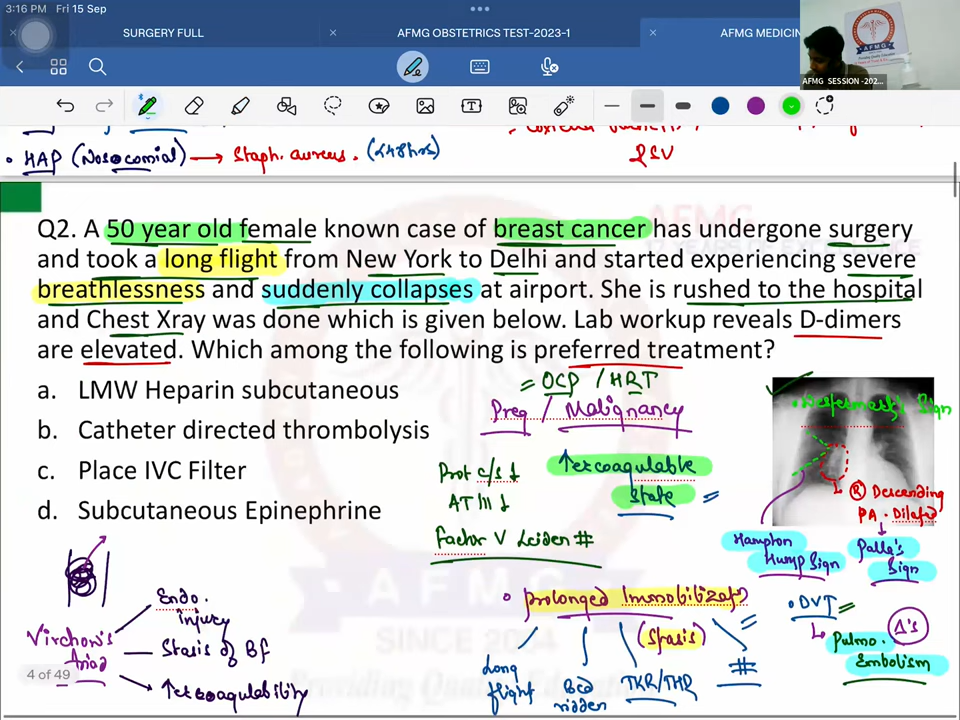 3:16 PM Fri 15 Sep
SURGERY FULL
AFMG OBSTETRICS TEST-2023-1
AFMG MEDICIN
AFMG SESSION -202...
• HAP (Nosocomial) → Staph. aureus. (<48hrs)
RSV
Q2. A 50 year old female known case of breast cancer has undergone surgery
and took a long flight from New York to Delhi and started experiencing severe
breathlessness and suddenly collapses at airport. She is rushed to the hospital
and Chest Xray was done which is given below. Lab workup reveals D-dimers
are elevated. Which among the following is preferred treatment?
a. LMW Heparin subcutaneous
b. Catheter directed thrombolysis
c. Place IVC Filter
d. Subcutaneous Epinephrine
= OCP / HRT
Preg / Malignancy
Prot c/s ↓
AT III ↓
Factor V Leiden #
↑ercoagulable
state =
Sign
Ⓡ Descending
PA. Dilated
Hampton
Hump Sign
Palla's
Sign
Virchow's
Endo.
injury
Stasis of BF
↑ercoagulability
• Prolonged
(Stasis)
Long
flight
Bed
ridden
TKR/THR
#
• DVT =
Pulmo.
Embolism
Δ's
4 of 49
AFMG
SINCE 2004